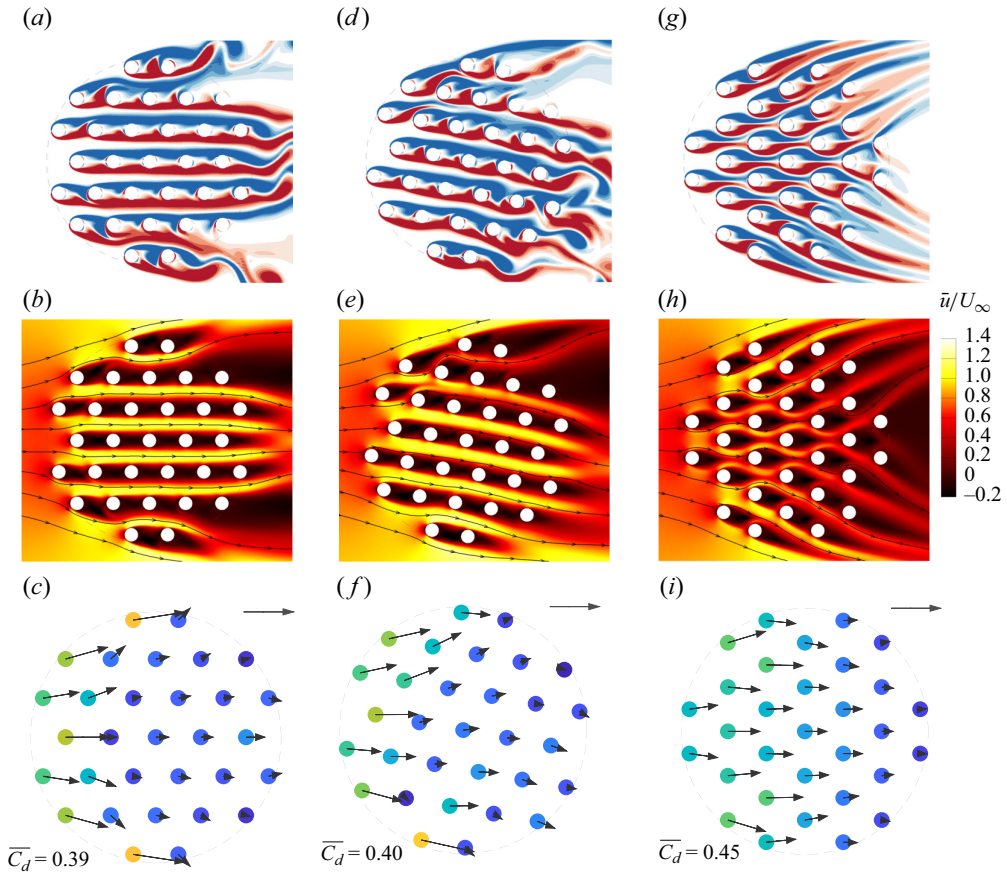 (a)
(d)
(g)
(b)
(e)
(h)
ū/U∞
1.4
1.2
1.0
0.8
0.6
0.4
0.2
0
−0.2
(c)
(f)
(i)
C̅d̅ = 0.39
C̅d̅ = 0.40
C̅d̅ = 0.45